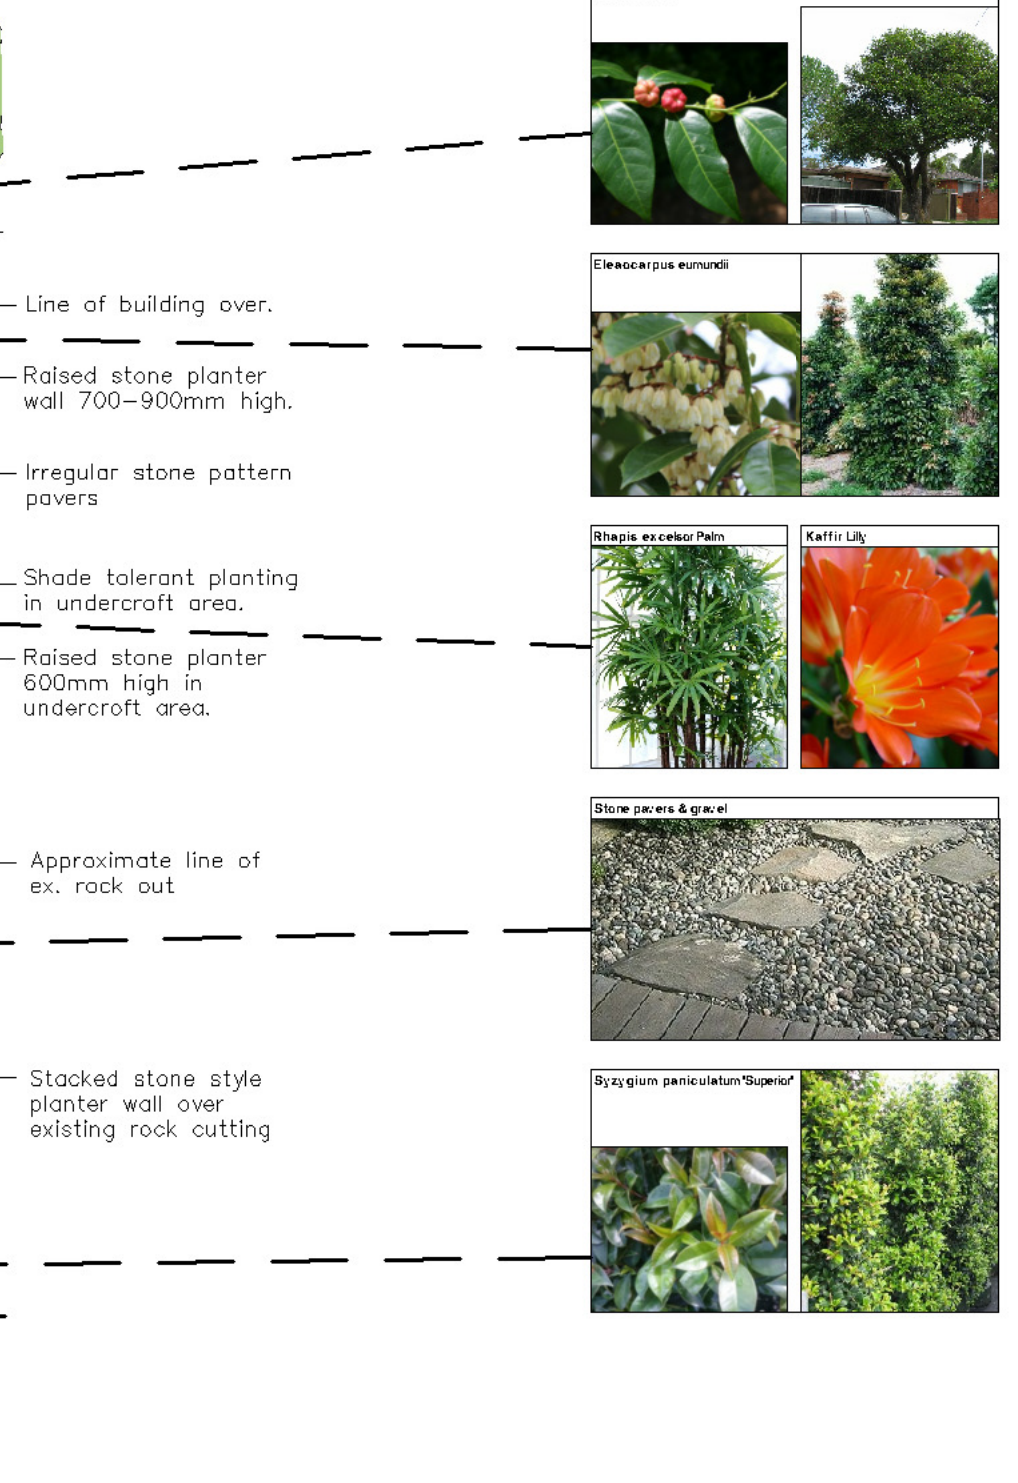 Line of building over.
Raised stone planter
wall 700-900mm high.
Irregular stone pattern
pavers
Shade tolerant planting
in undercroft area.
Raised stone planter
600mm high in
undercroft area.
Approximate line of
ex. rock out
Stacked stone style
planter wall over
existing rock cutting
Eleaocarpus eumundii
Rhapis excelsor Palm
Kaffir Lilly
Stone pavers & gravel
Syzygium paniculatum 'Superior'